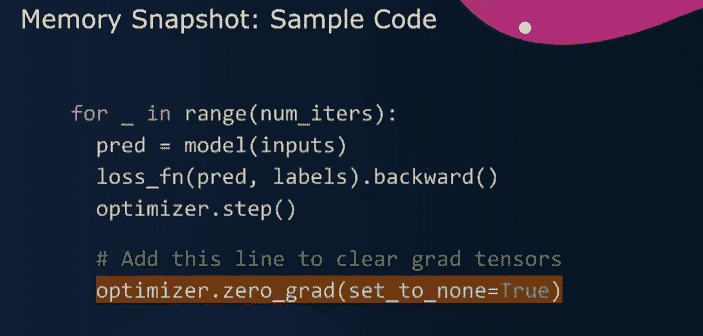 Memory Snapshot: Sample Code
for _ in range(num_iters):
pred = model(inputs)
loss_fn(pred, labels).backward()
optimizer.step()
# Add this line to clear grad tensors
optimizer.zero_grad(set_to_none=True)